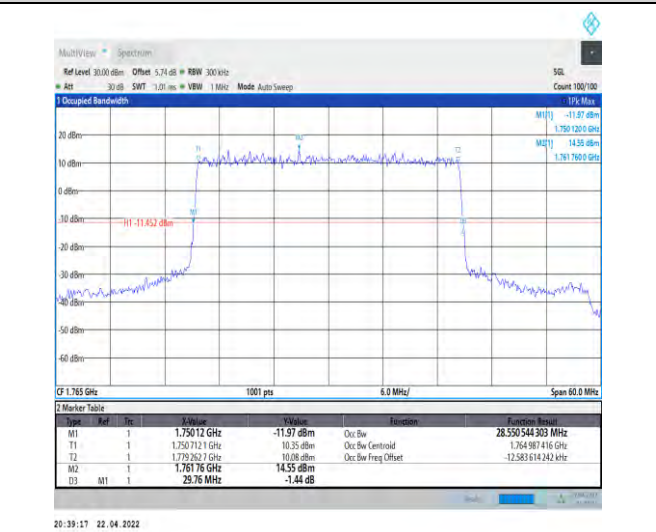 MultiView Spectrum
Ref Level 30.00 dBm Offset 5.74 dB RBW 300 kHz SGL
Att 30 dB SWT 1.01 ms VBW 1 MHz Mode Auto Sweep Count 100/100
1 Occupied Bandwidth 1Pk Max
M1[1] -11.97 dBm
1.750 120 0 GHz
20 dBm M2[1] 14.55 dBm
1.761 760 0 GHz
T1 M2 T2
10 dBm
0 dBm
M1
-10 dBm H1 -11.452 dBm
-20 dBm
-30 dBm
-40 dBm
-50 dBm
-60 dBm
CF 1.765 GHz 1001 pts 6.0 MHz/ Span 60.0 MHz
2 Marker Table
Type Ref Trc X-Value Y-Value Function Function Result
M1 1 1.75012 GHz -11.97 dBm Occ Bw 28.550 544 303 MHz
T1 1 1.750 712 1 GHz 10.35 dBm Occ Bw Centroid 1.764 987 416 GHz
T2 1 1.779 262 7 GHz 10.08 dBm Occ Bw Freq Offset -12.583 614 242 kHz
M2 1 1.761 76 GHz 14.55 dBm
D3 M1 1 29.76 MHz -1.44 dB
20:39:17 22.04.2022